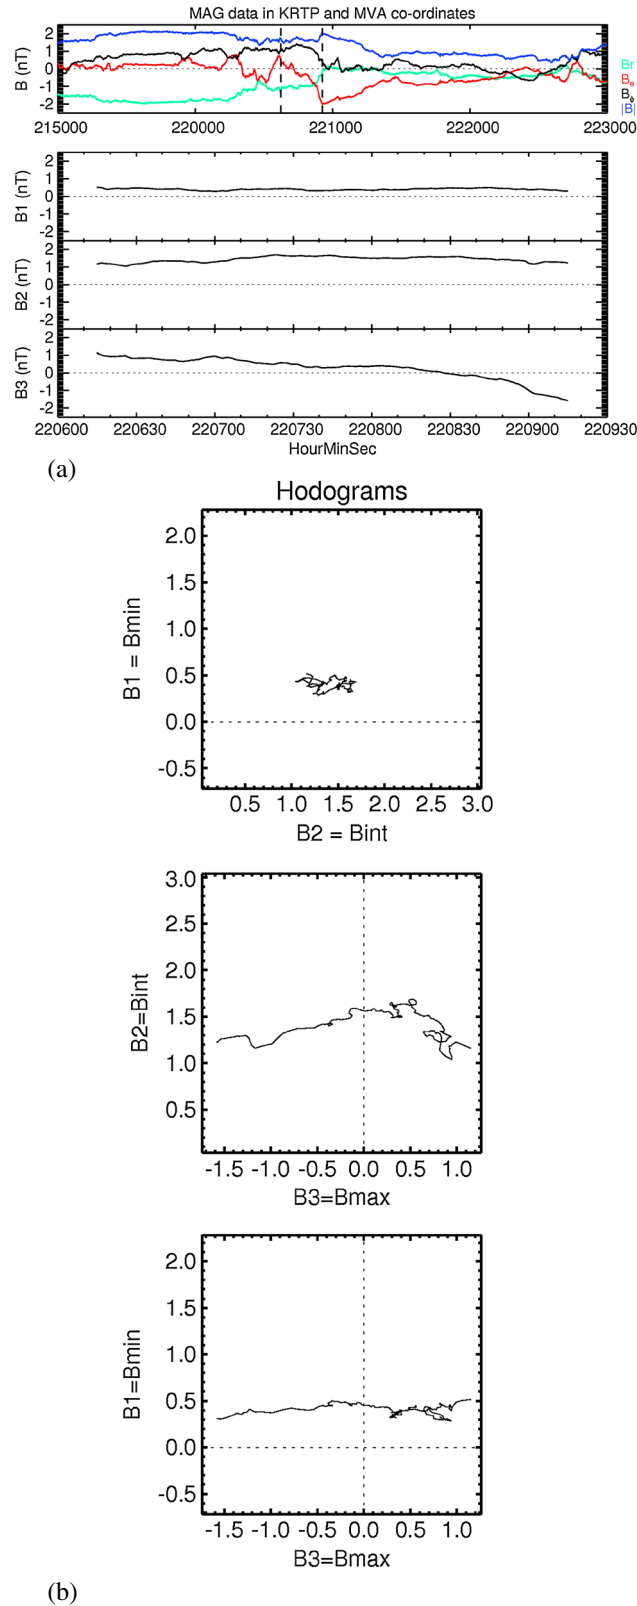 MAG data in KRTP and MVA co-ordinates
B (nT)
2
1
0
-1
-2
Br
Bθ
Bϕ
|B|
215000 220000 221000 222000 223000
B1 (nT)
2
1
0
-1
-2
B2 (nT)
2
1
0
-1
-2
B3 (nT)
2
1
0
-1
-2
220600 220630 220700 220730 220800 220830 220900 220930
HourMinSec
(a)
Hodograms
B1 = Bmin
2.0
1.5
1.0
0.5
0.0
-0.5
0.5 1.0 1.5 2.0 2.5 3.0
B2 = Bint
B2=Bint
3.0
2.5
2.0
1.5
1.0
0.5
-1.5 -1.0 -0.5 0.0 0.5 1.0
B3=Bmax
B1=Bmin
2.0
1.5
1.0
0.5
0.0
-0.5
-1.5 -1.0 -0.5 0.0 0.5 1.0
B3=Bmax
(b)